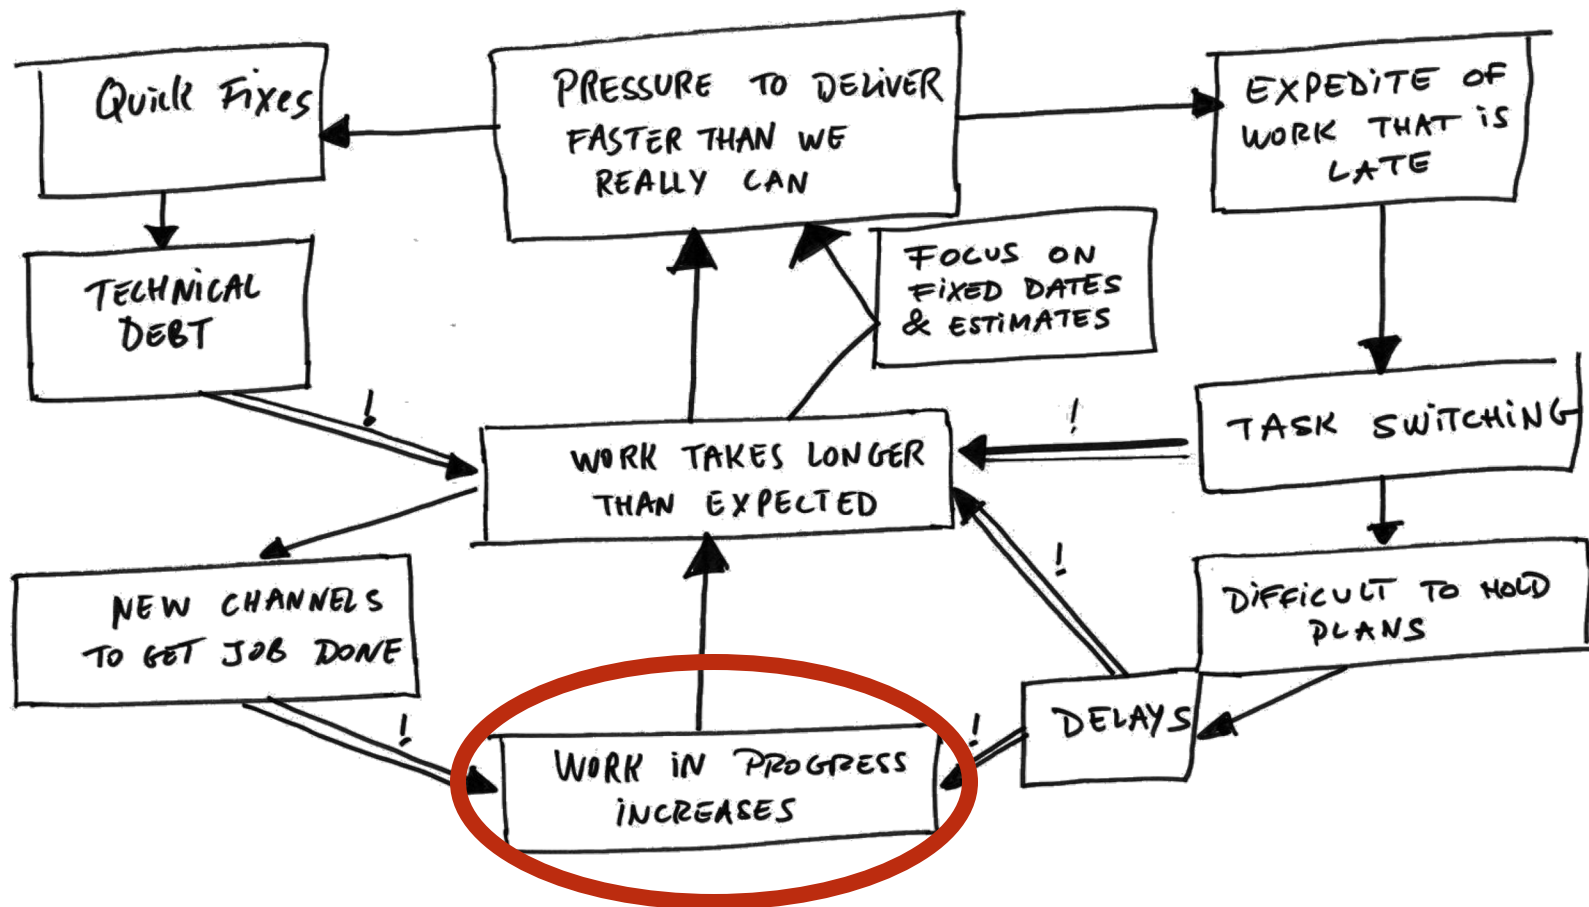 Quick Fixes
PRESSURE TO DELIVER
FASTER THAN WE
REALLY CAN
EXPEDITE OF
WORK THAT IS
LATE
TECHNICAL
DEBT
FOCUS ON
FIXED DATES
& ESTIMATES
!
!
WORK TAKES LONGER
THAN EXPECTED
TASK SWITCHING
!
NEW CHANNELS
TO GET JOB DONE
DIFFICULT TO HOLD
PLANS
!
!
DELAYS
WORK IN PROGRESS
INCREASES